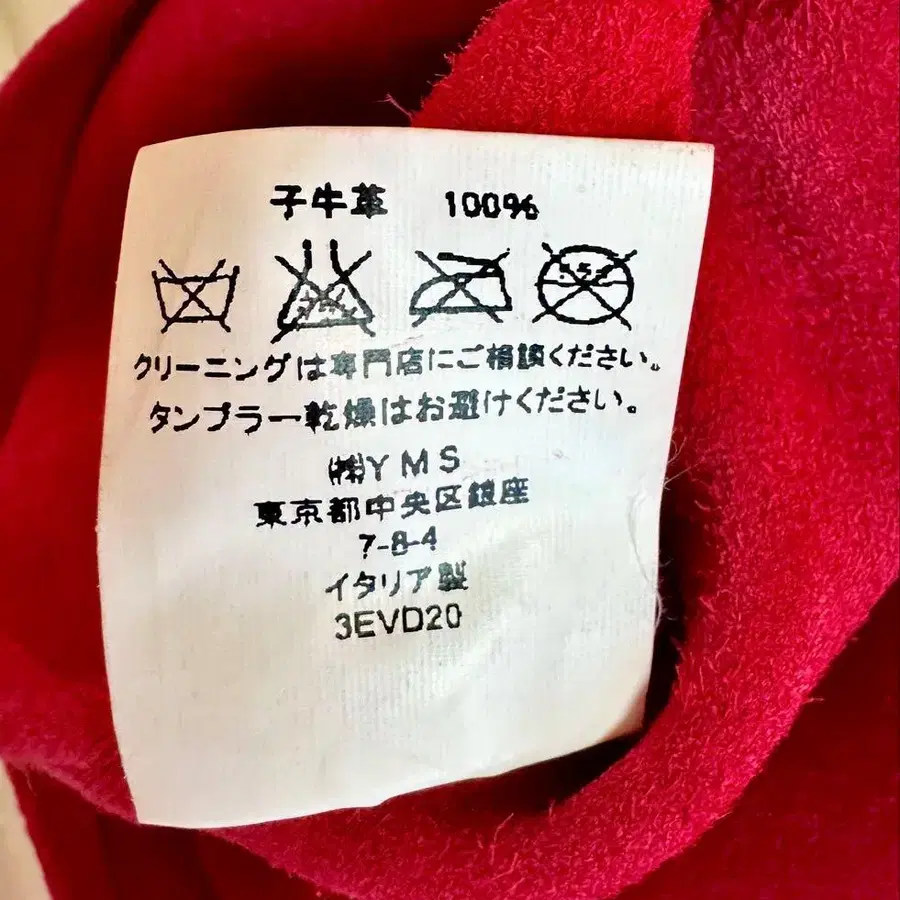 子牛革 100%
クリーニングは専門店にご相談ください。
タンブラー乾燥はお避けください。
㈱YMS
東京都中央区銀座
7-8-4
イタリア製
3EVD20